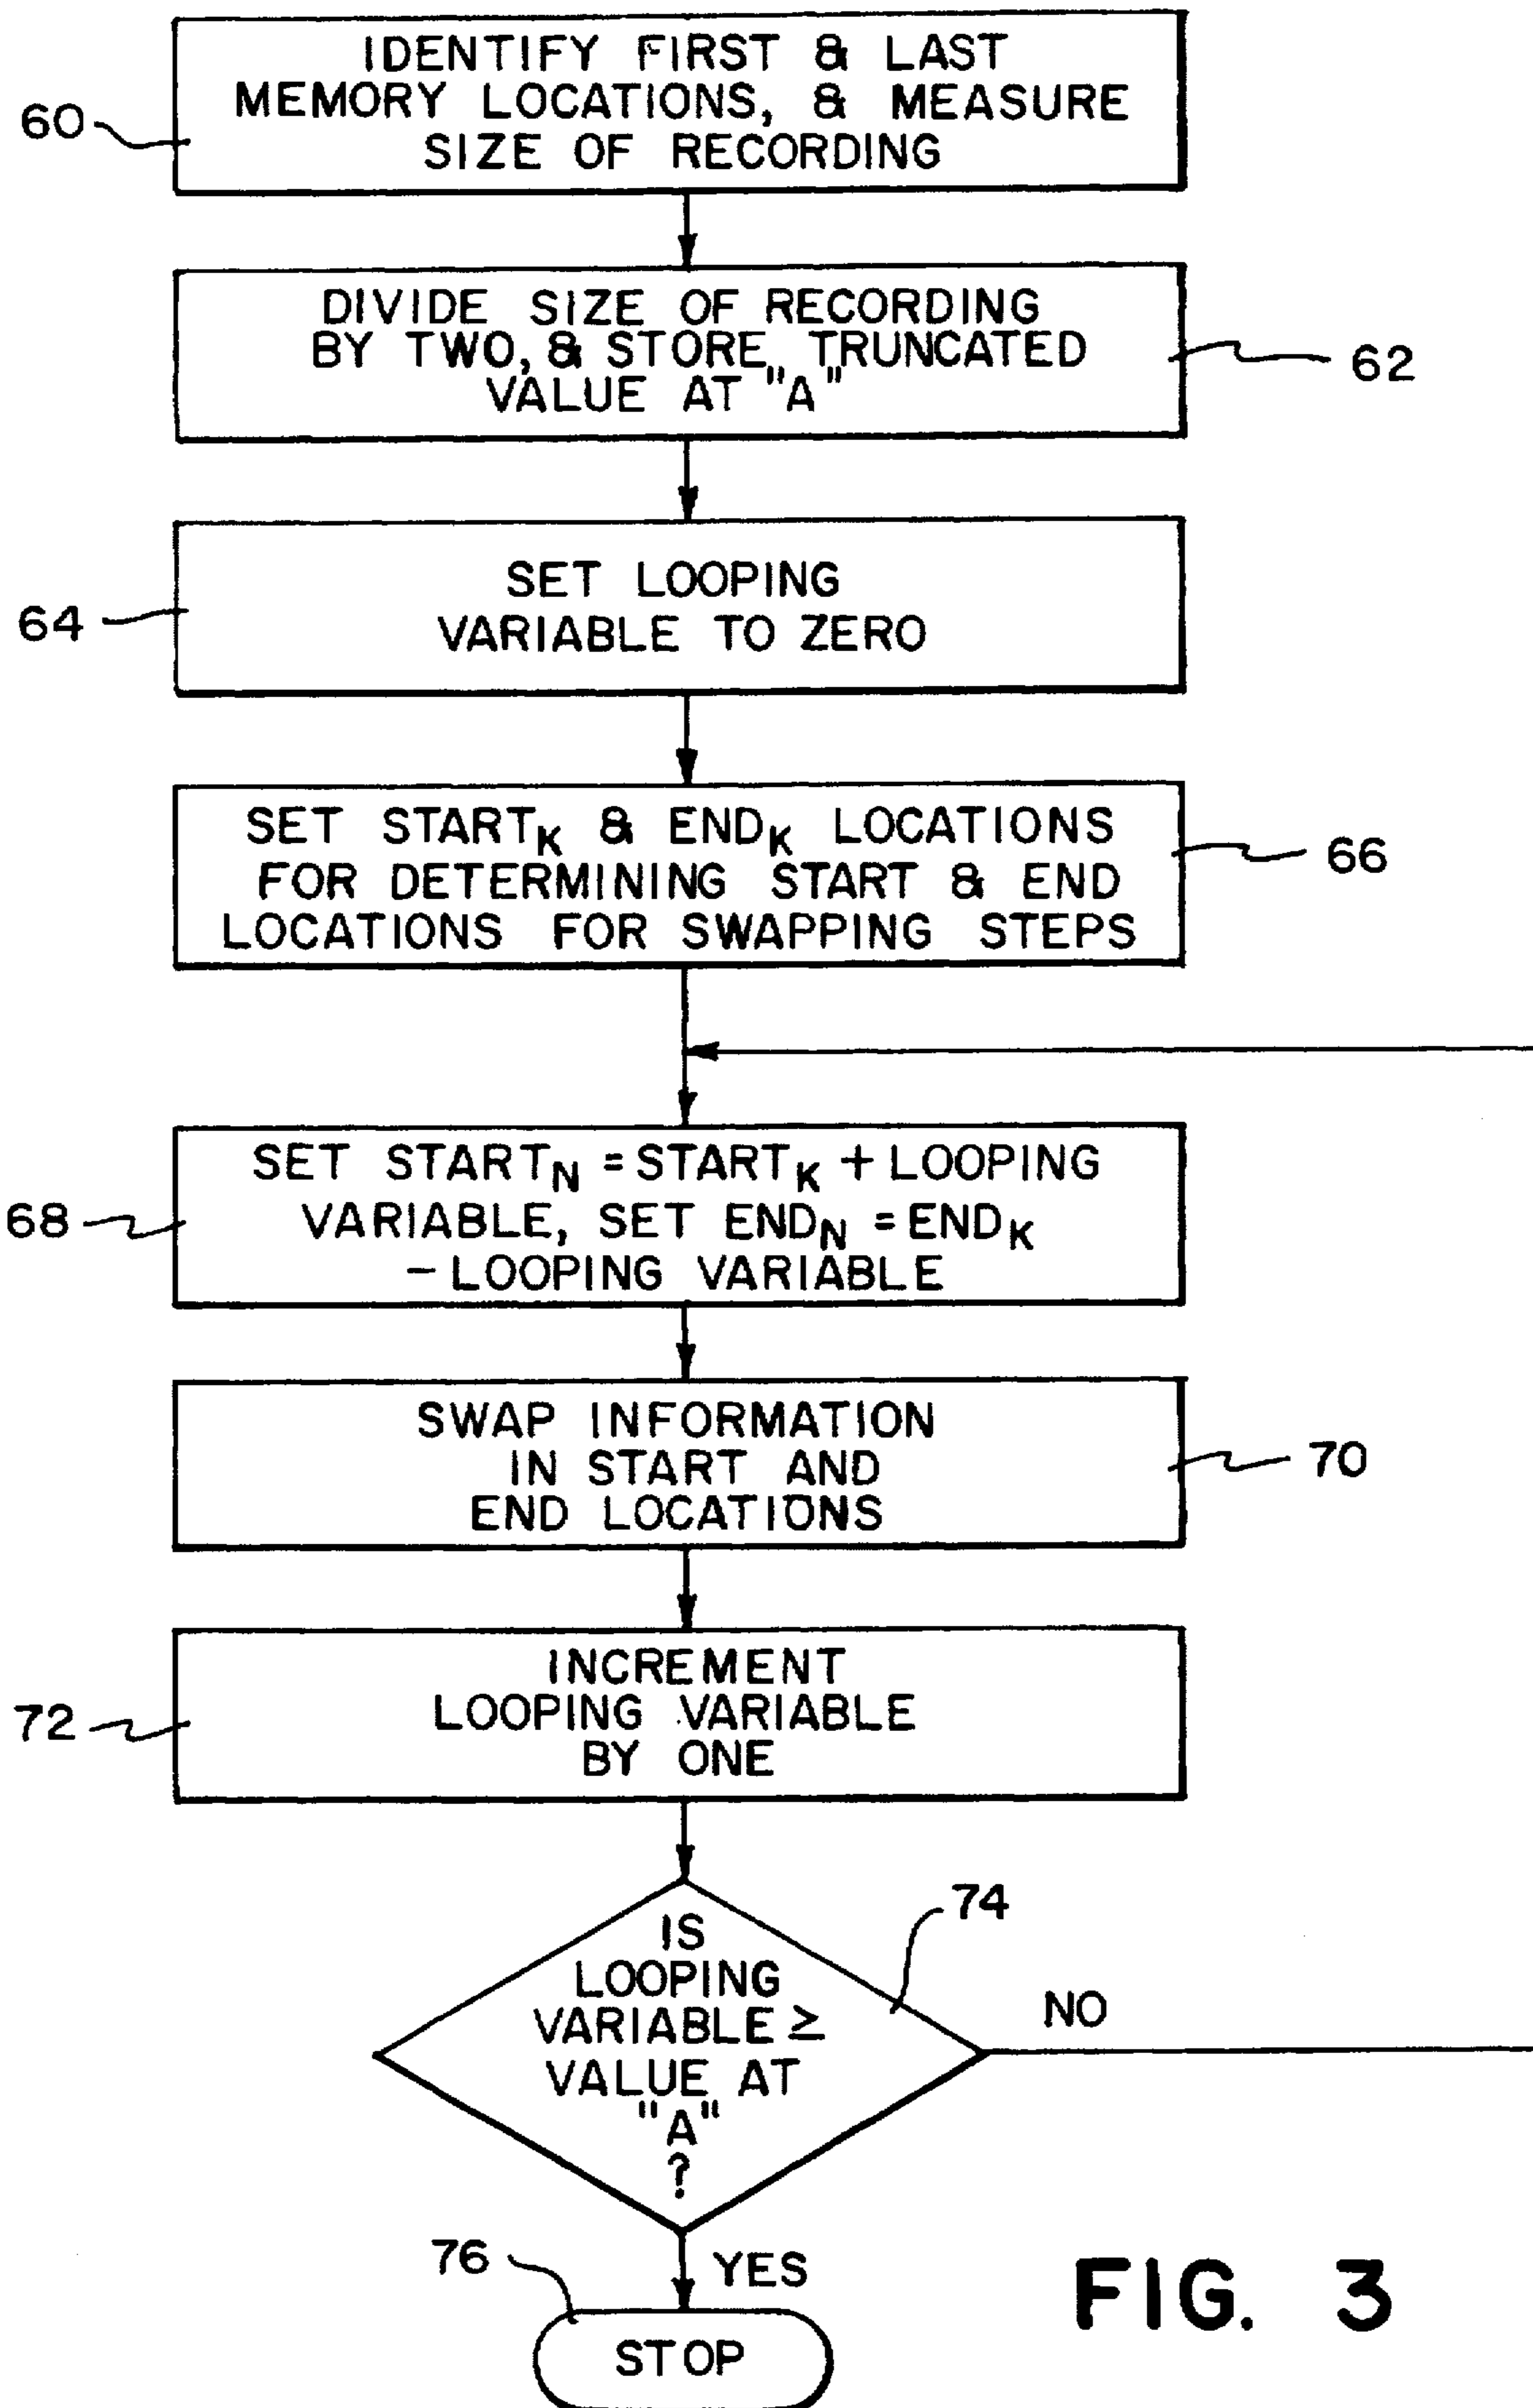 IDENTIFY FIRST & LAST
MEMORY LOCATIONS, & MEASURE
SIZE OF RECORDING
60
DIVIDE SIZE OF RECORDING
BY TWO, & STORE TRUNCATED
VALUE AT "A"
62
SET LOOPING
VARIABLE TO ZERO
64
SET STARTK & ENDK LOCATIONS
FOR DETERMINING START & END
LOCATIONS FOR SWAPPING STEPS
66
SET STARTN = STARTK + LOOPING
VARIABLE, SET ENDN = ENDK
- LOOPING VARIABLE
68
SWAP INFORMATION
IN START AND
END LOCATIONS
70
INCREMENT
LOOPING VARIABLE
BY ONE
72
IS
LOOPING
VARIABLE ≥
VALUE AT
"A"
?
74
NO
YES
76
STOP
FIG. 3